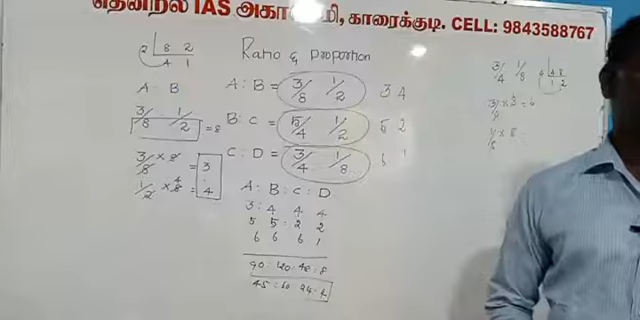 தென்றல் IAS அகாடமி, காரைக்குடி. CELL: 9843588767
Ratio & proportion
2 | 8 2
4 1
A : B
3/8 1/2 = 8
3/8 × 8 = 3
1/2 × 8 4 = 4
A : B = 3/8 1/2 3 4
B : C = 5/4 1/2 5 2
C : D = 3/4 1/8 6 1
A : B : C : D
3 : 4 4 4
5 5 : 2 2
6 6 6 1
90 : 120 : 48 : 8
45 : 60 24 : 4
3/4 1/8
4 | 4 8
1 2
3/4 × 8 = 6
1/8 × 8 =